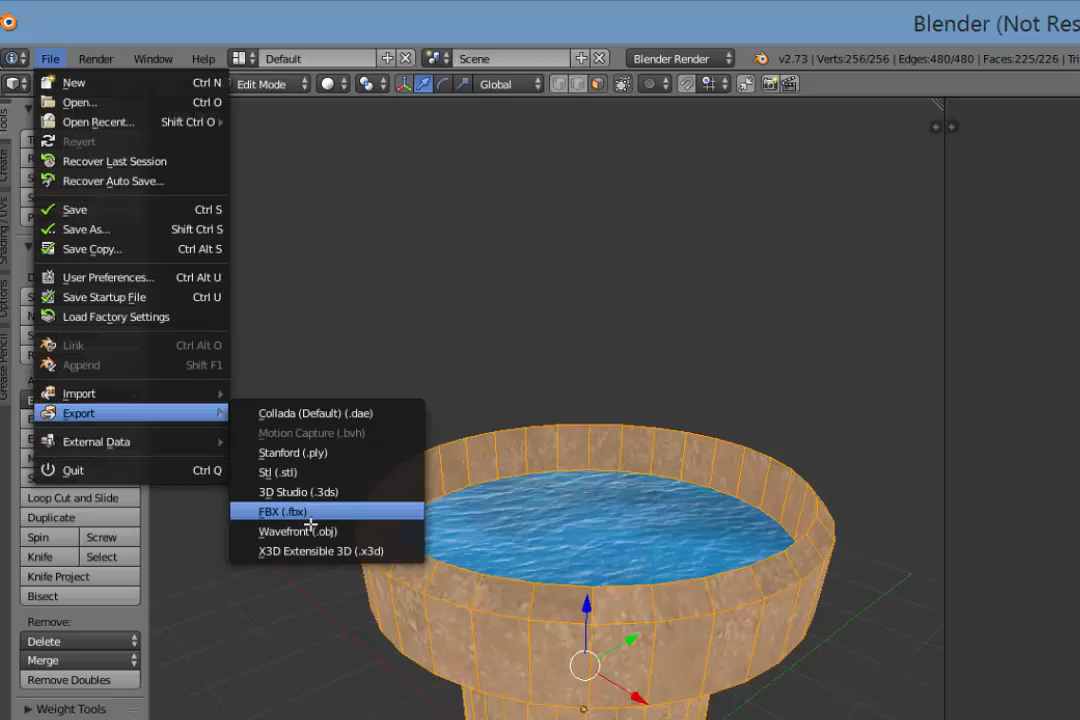 Blender (Not Res
File Render Window Help Default Scene Blender Render v2.73 | Verts:256/256 | Edges:480/480 | Faces:225/226 | Tri
Edit Mode Global
New Ctrl N
Open... Ctrl O
Open Recent... Shift Ctrl O
Revert
Recover Last Session
Recover Auto Save...
Save Ctrl S
Save As... Shift Ctrl S
Save Copy... Ctrl Alt S
User Preferences... Ctrl Alt U
Save Startup File Ctrl U
Load Factory Settings
Link Ctrl Alt O
Append Shift F1
Import
Export
External Data
Quit Ctrl Q
Collada (Default) (.dae)
Motion Capture (.bvh)
Stanford (.ply)
Stl (.stl)
3D Studio (.3ds)
FBX (.fbx)
Wavefront (.obj)
X3D Extensible 3D (.x3d)
Tools
Create
Shading / UVs
Options
Grease Pencil
Loop Cut and Slide
Duplicate
Spin Screw
Knife Select
Knife Project
Bisect
Remove:
Delete
Merge
Remove Doubles
Weight Tools